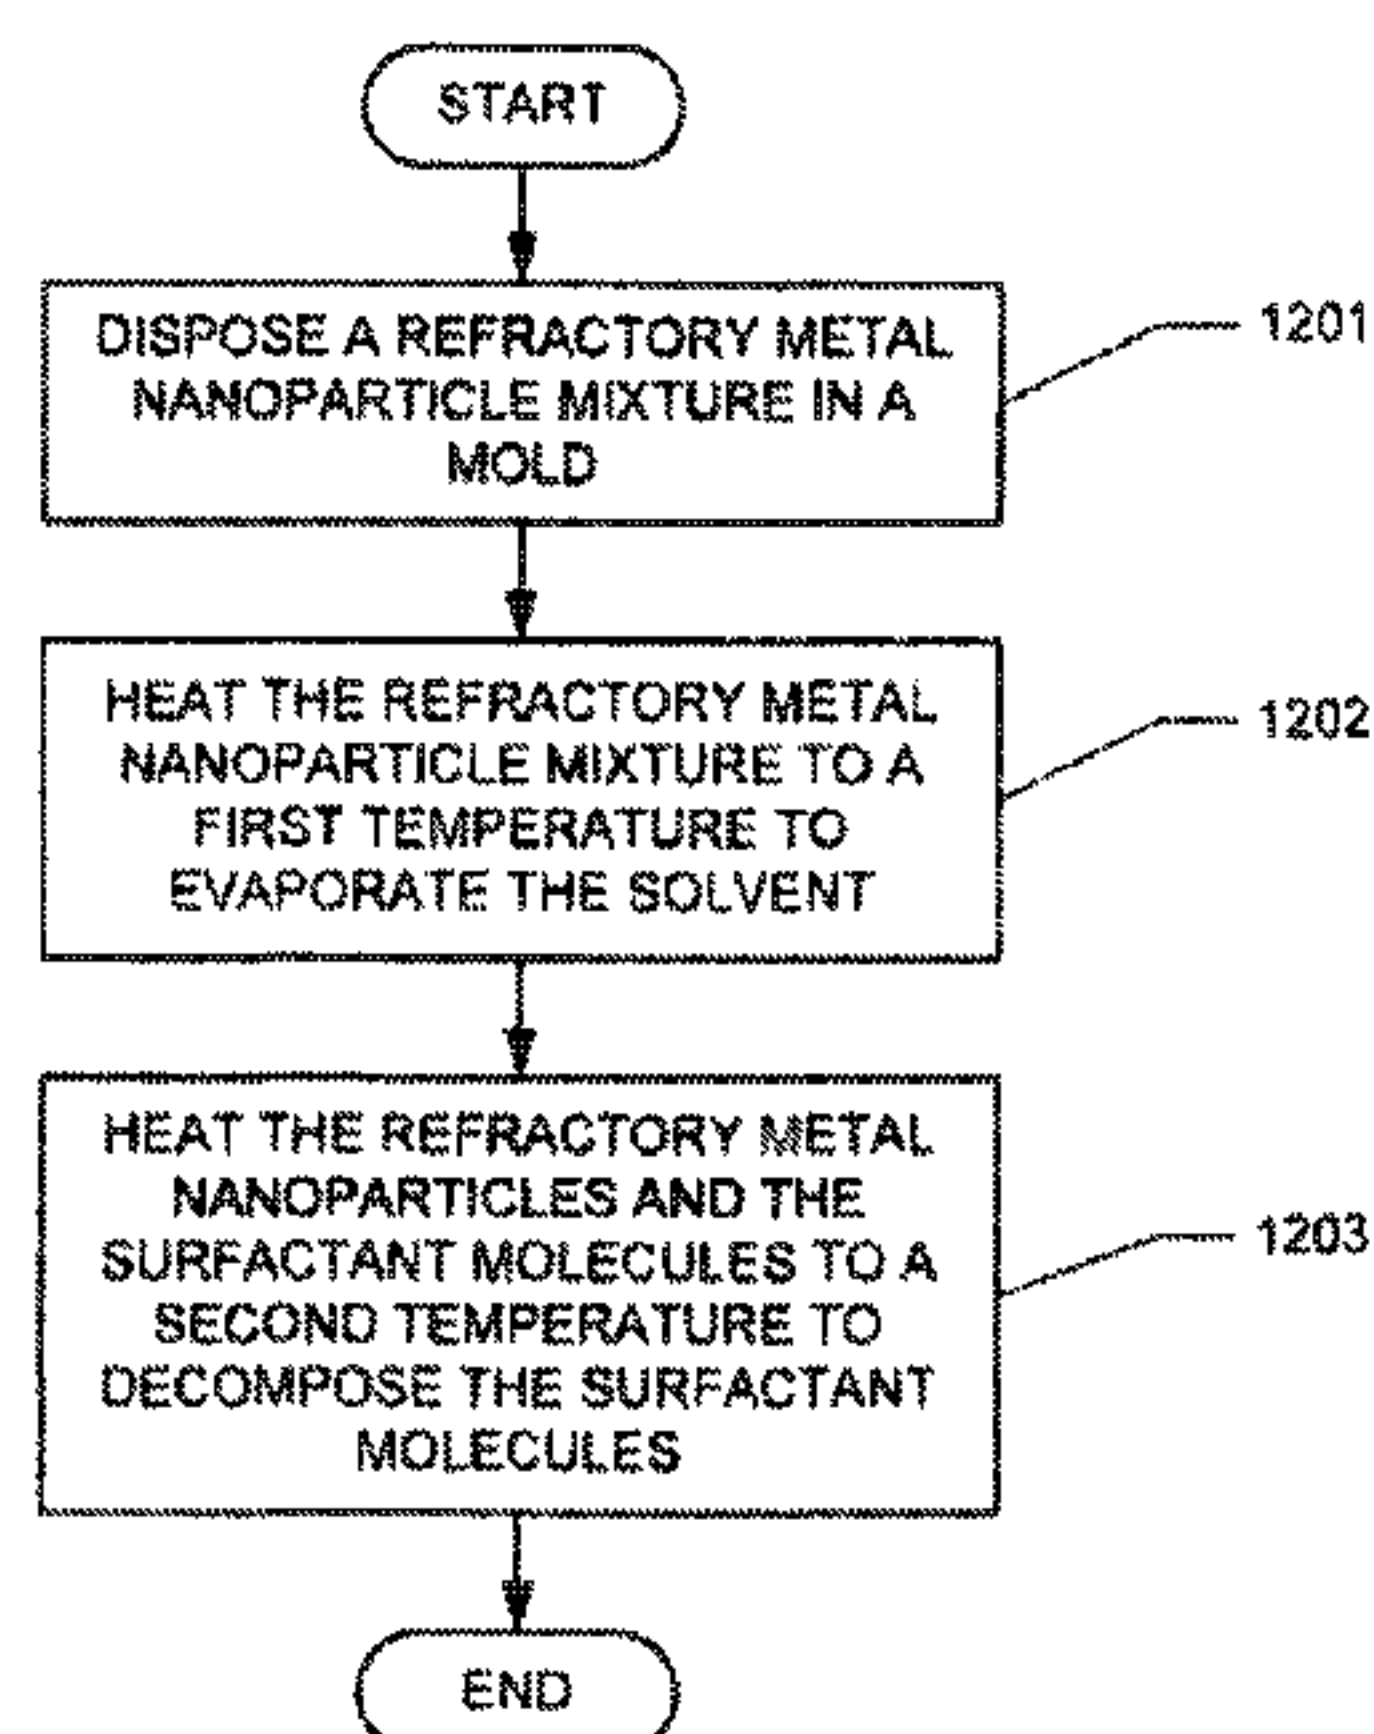 START
DISPOSE A REFRACTORY METAL
NANOPARTICLE MIXTURE IN A
MOLD
1201
HEAT THE REFRACTORY METAL
NANOPARTICLE MIXTURE TO A
FIRST TEMPERATURE TO
EVAPORATE THE SOLVENT
1202
HEAT THE REFRACTORY METAL
NANOPARTICLES AND THE
SURFACTANT MOLECULES TO A
SECOND TEMPERATURE TO
DECOMPOSE THE SURFACTANT
MOLECULES
1203
END